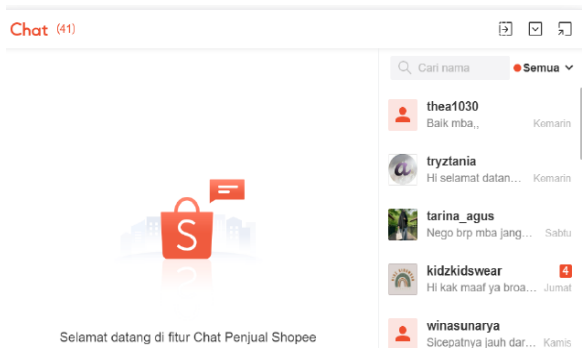 Chat (41)
Cari nama
Semua
thea1030
Baik mba,,
Kemarin
tryztania
Hi selamat datan...
Kemarin
tarina_agus
Nego brp mba jang...
Sabtu
kidzkidswear
4
Hi kak maaf ya broa...
Jumat
winasunarya
Sicepatnya jauh dar...
Kamis
S
Selamat datang di fitur Chat Penjual Shopee